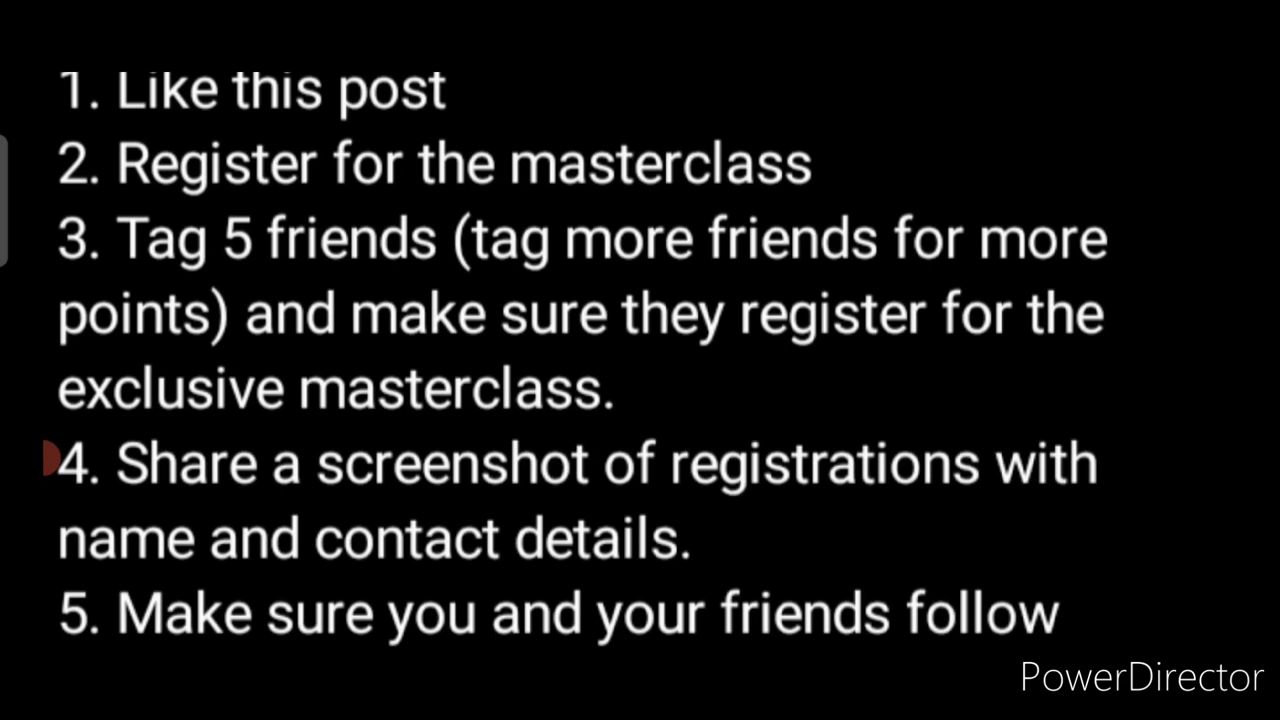 1. Like this post
2. Register for the masterclass
3. Tag 5 friends (tag more friends for more
points) and make sure they register for the
exclusive masterclass.
4. Share a screenshot of registrations with
name and contact details.
5. Make sure you and your friends follow
PowerDirector